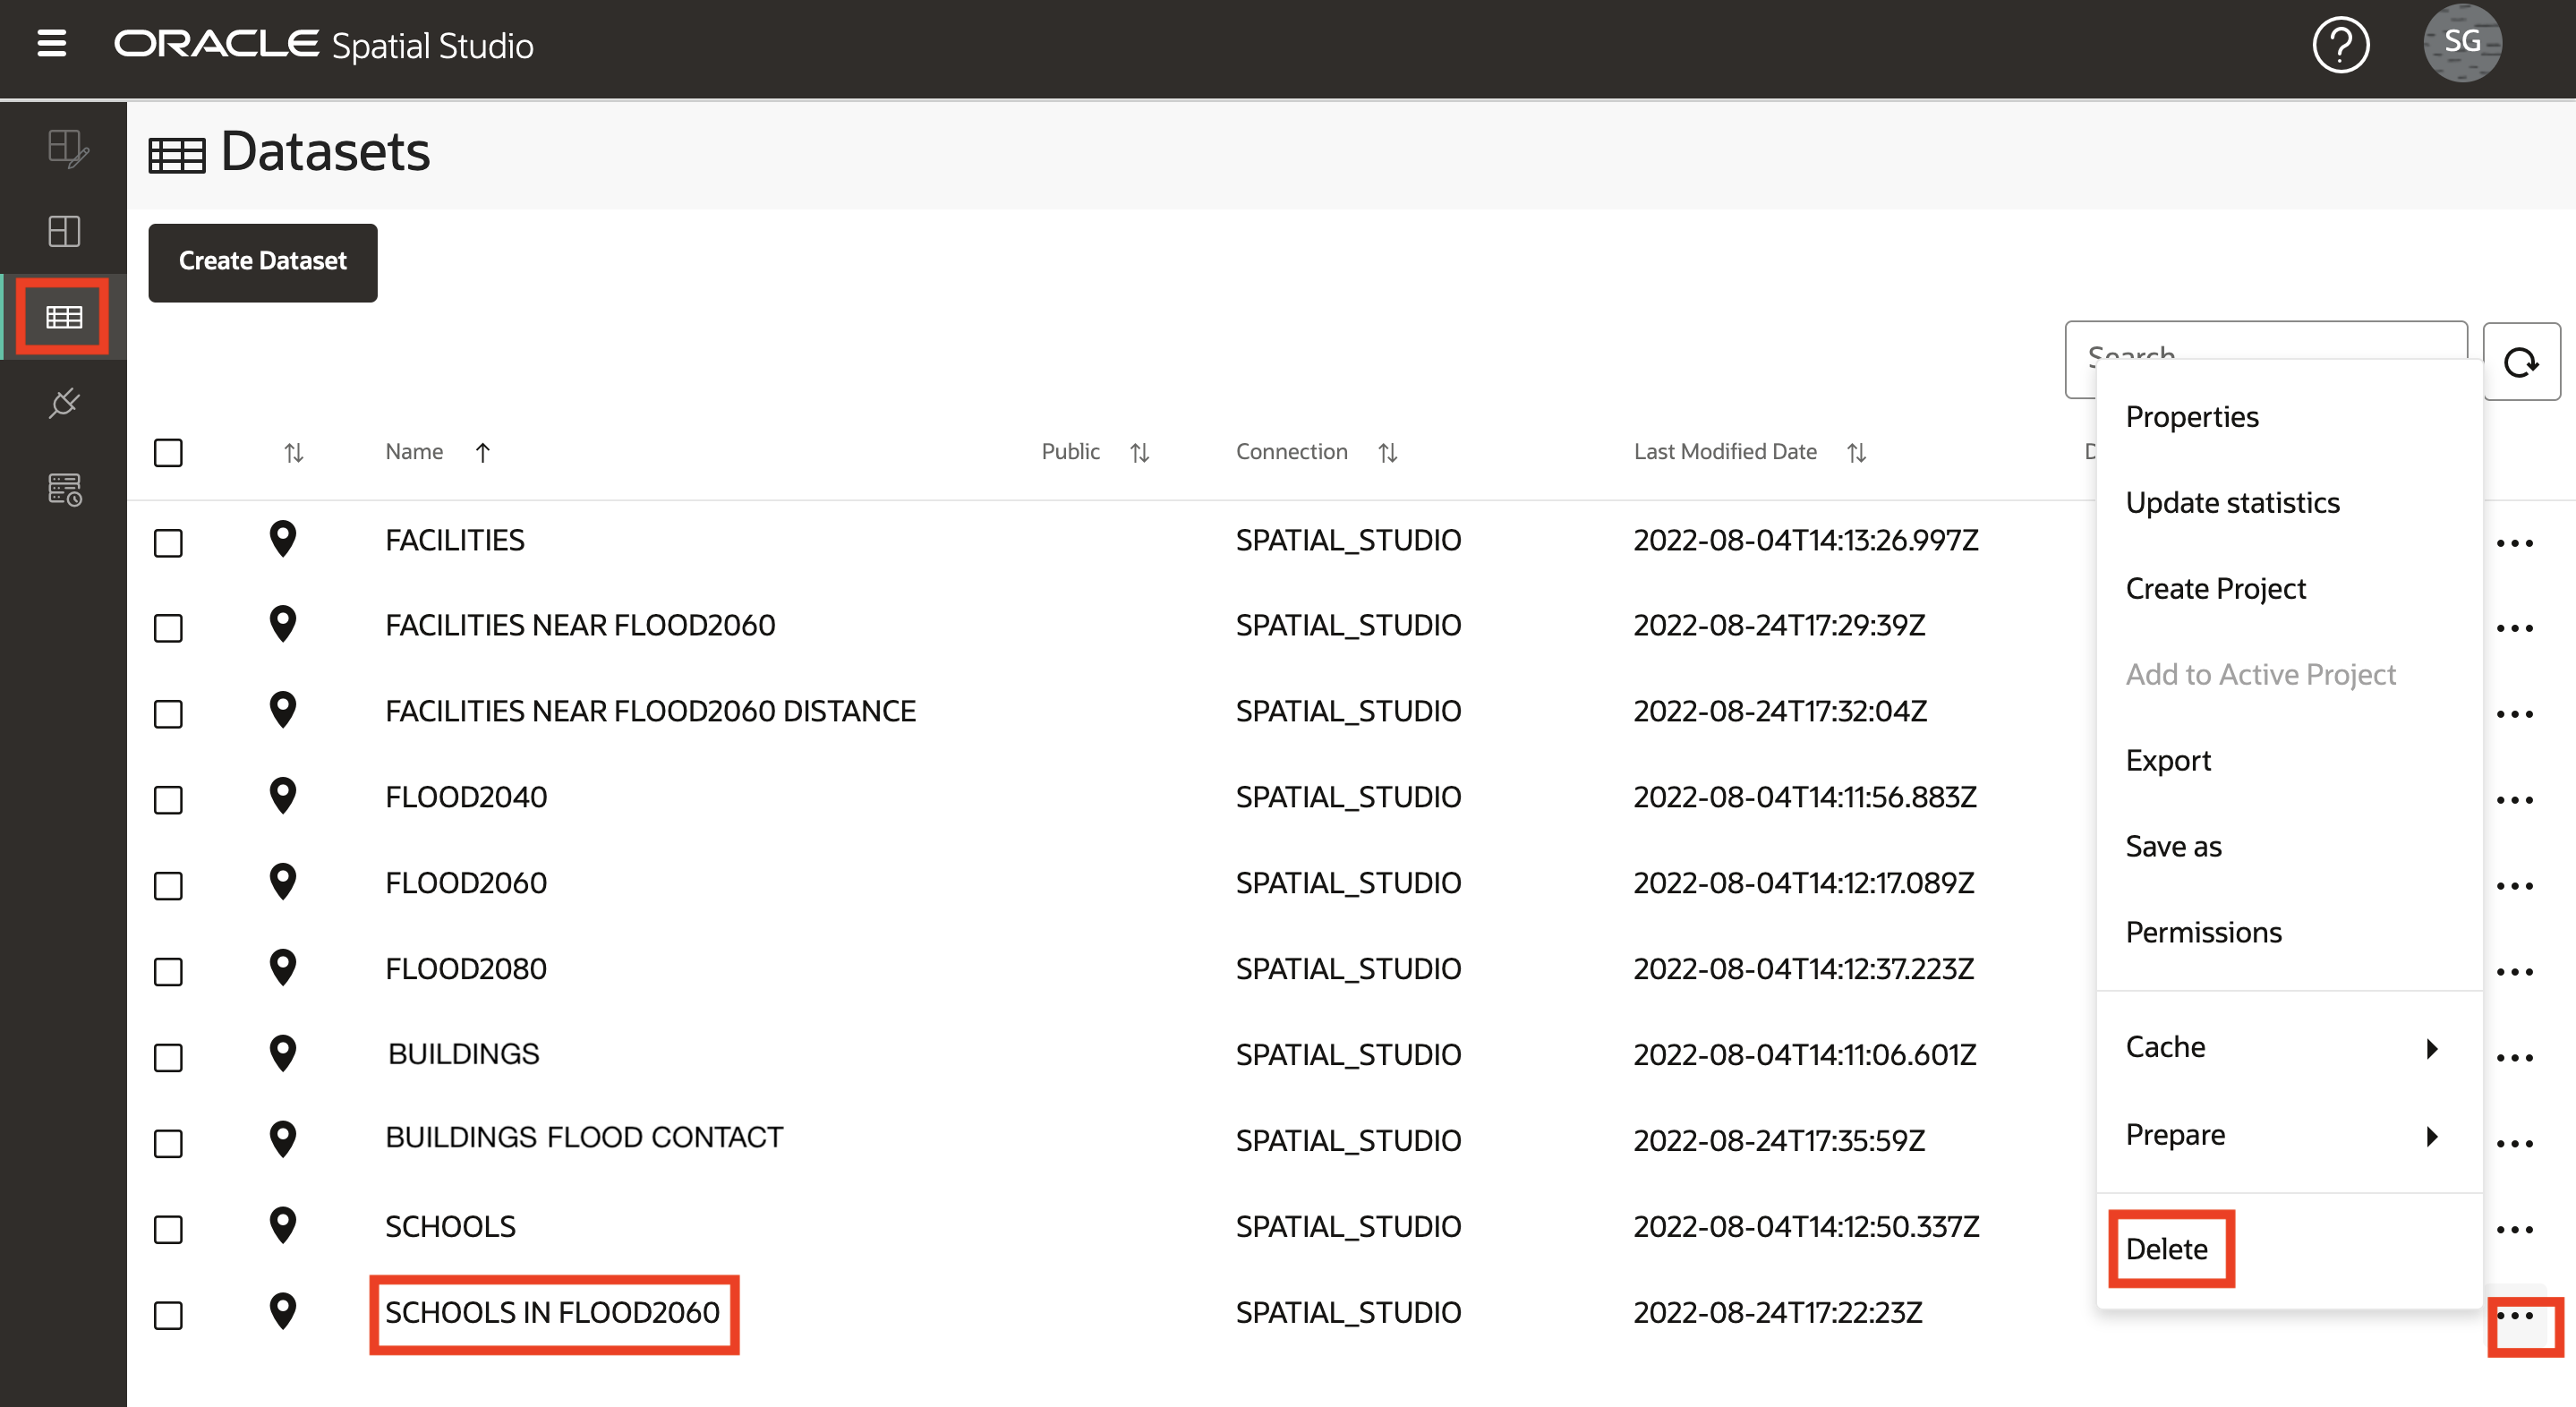 ORACLE Spatial Studio
SG
Datasets
Create Dataset
Search
Name Public Connection Last Modified Date D
FACILITIES SPATIAL_STUDIO 2022-08-04T14:13:26.997Z
FACILITIES NEAR FLOOD2060 SPATIAL_STUDIO 2022-08-24T17:29:39Z
FACILITIES NEAR FLOOD2060 DISTANCE SPATIAL_STUDIO 2022-08-24T17:32:04Z
FLOOD2040 SPATIAL_STUDIO 2022-08-04T14:11:56.883Z
FLOOD2060 SPATIAL_STUDIO 2022-08-04T14:12:17.089Z
FLOOD2080 SPATIAL_STUDIO 2022-08-04T14:12:37.223Z
BUILDINGS SPATIAL_STUDIO 2022-08-04T14:11:06.601Z
BUILDINGS FLOOD CONTACT SPATIAL_STUDIO 2022-08-24T17:35:59Z
SCHOOLS SPATIAL_STUDIO 2022-08-04T14:12:50.337Z
SCHOOLS IN FLOOD2060 SPATIAL_STUDIO 2022-08-24T17:22:23Z
Properties
Update statistics
Create Project
Add to Active Project
Export
Save as
Permissions
Cache
Prepare
Delete